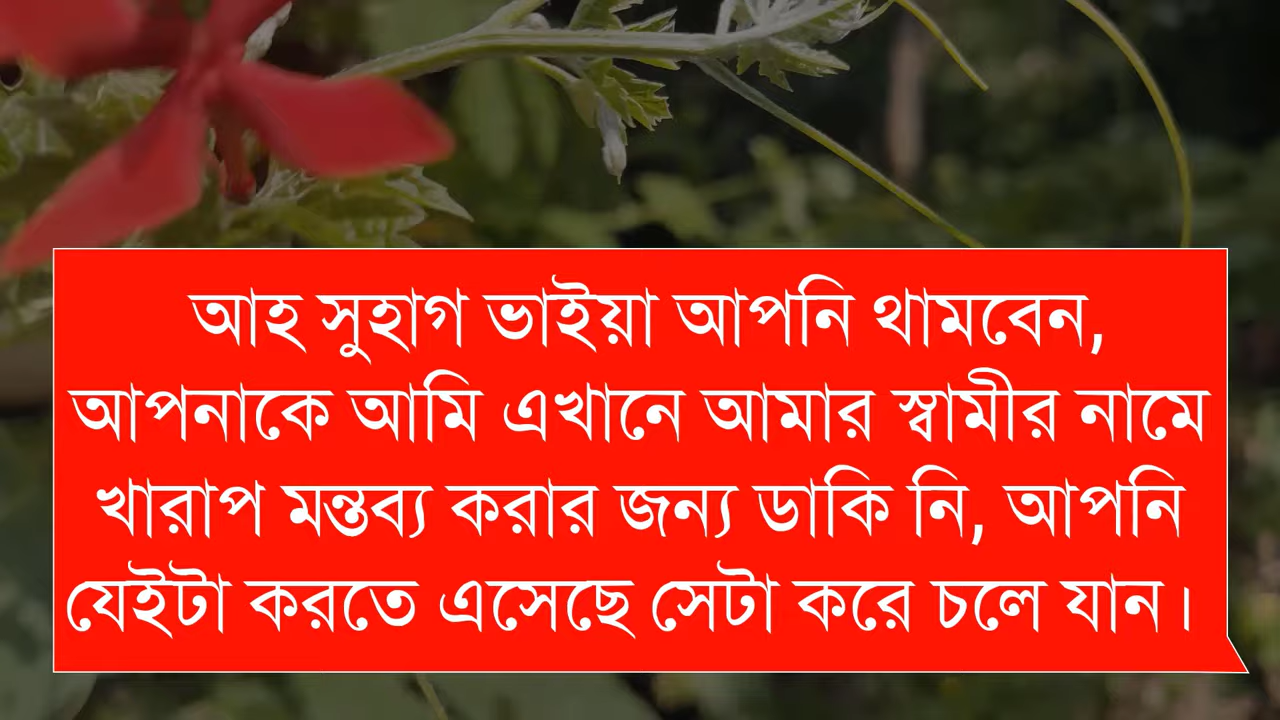 আহ সুহাগ ভাইয়া আপনি থামবেন,
আপনাকে আমি এখানে আমার স্বামীর নামে
খারাপ মন্তব্য করার জন্য ডাকি নি, আপনি
যেইটা করতে এসেছে সেটা করে চলে যান।